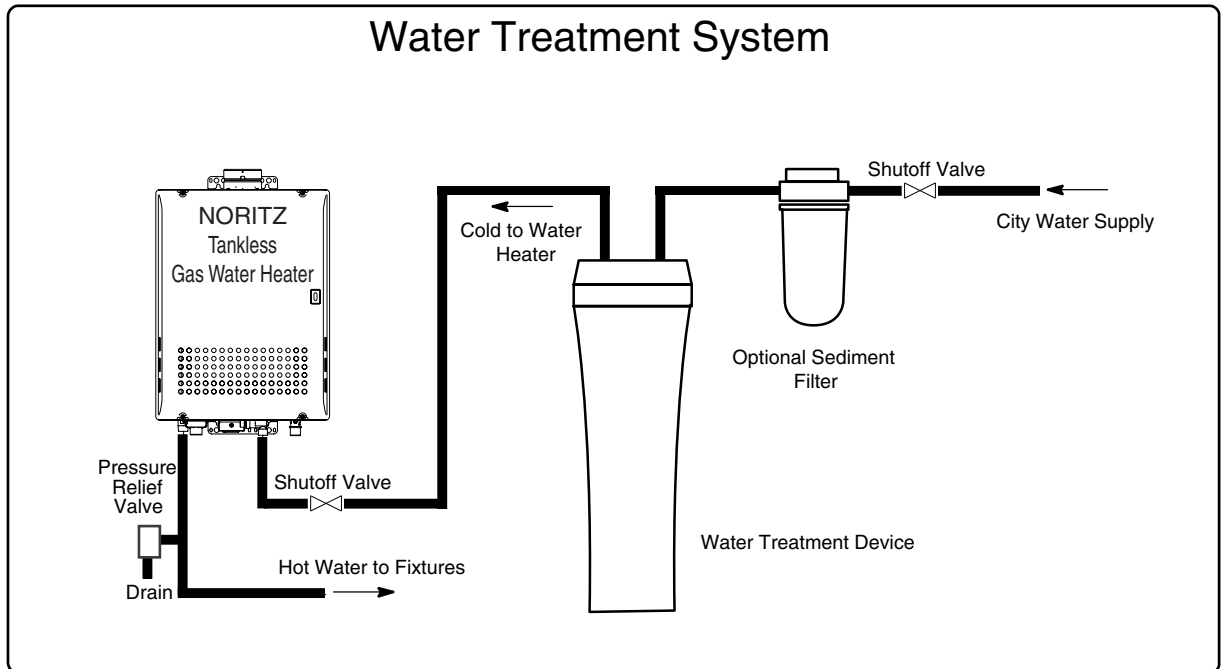 Water Treatment System
NORITZ
Tankless
Gas Water Heater
Cold to Water
Heater
Shutoff Valve
City Water Supply
Optional Sediment
Filter
Pressure
Relief
Valve
Shutoff Valve
Water Treatment Device
Hot Water to Fixtures
Drain